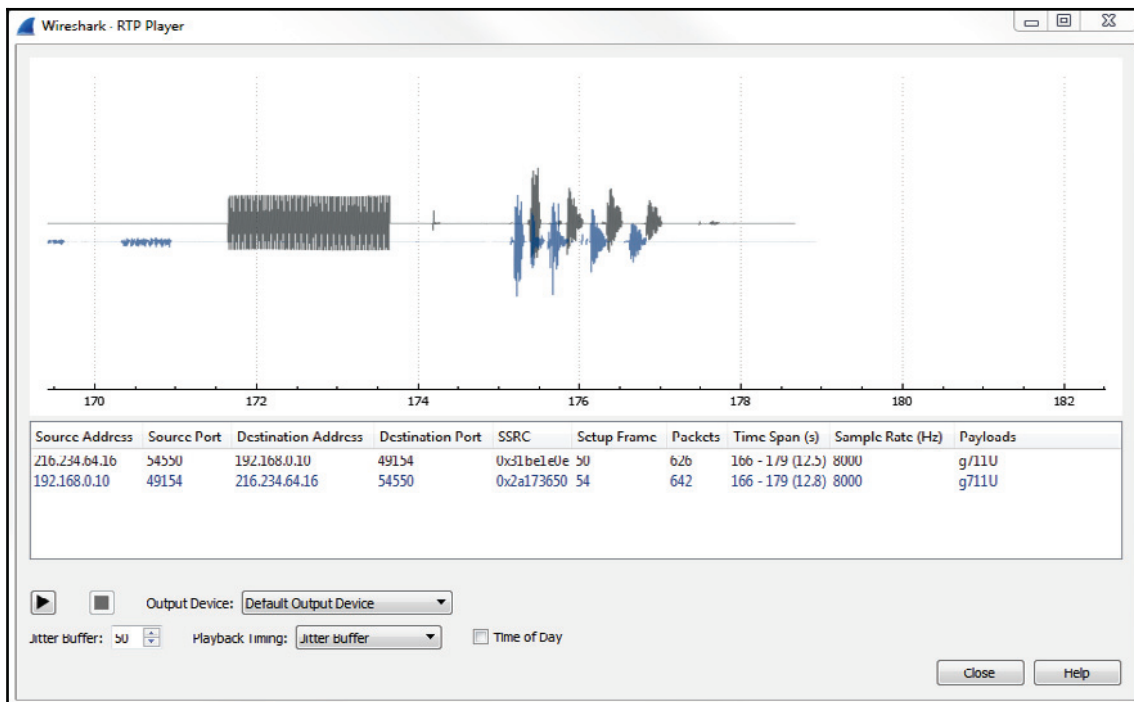 Wireshark · RTP Player
170 172 174 176 178 180 182
Source Address Source Port Destination Address Destination Port SSRC Setup Frame Packets Time Span (s) Sample Rate (Hz) Payloads
216.234.64.16 54550 192.168.0.10 49154 0x31be1e0e 50 626 166 - 179 (12.5) 8000 g711U
192.168.0.10 49154 216.234.64.16 54550 0x2a173650 54 642 166 - 179 (12.8) 8000 g711U
Output Device: Default Output Device
Jitter Buffer: 50 Playback Timing: Jitter Buffer Time of Day
Close Help